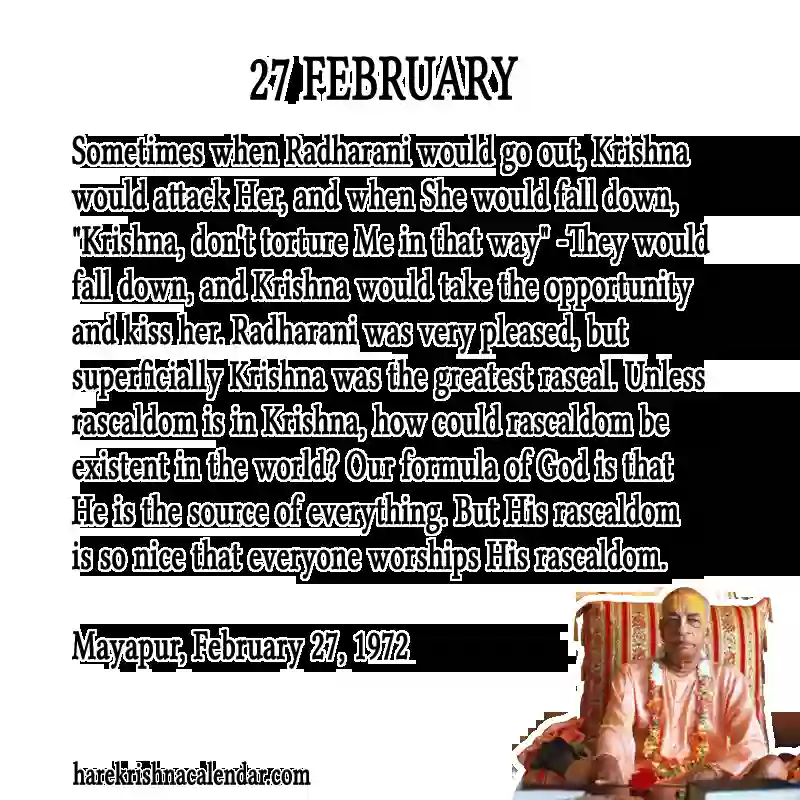 27 FEBRUARY
Sometimes when Radharani would go out, Krishna
would attack Her, and when She would fall down,
"Krishna, don't torture Me in that way" -They would
fall down, and Krishna would take the opportunity
and kiss her. Radharani was very pleased, but
superficially Krishna was the greatest rascal. Unless
rascaldom is in Krishna, how could rascaldom be
existent in the world? Our formula of God is that
He is the source of everything. But His rascaldom
is so nice that everyone worships His rascaldom.
Mayapur, February 27, 1972
harekrishnacalendar.com